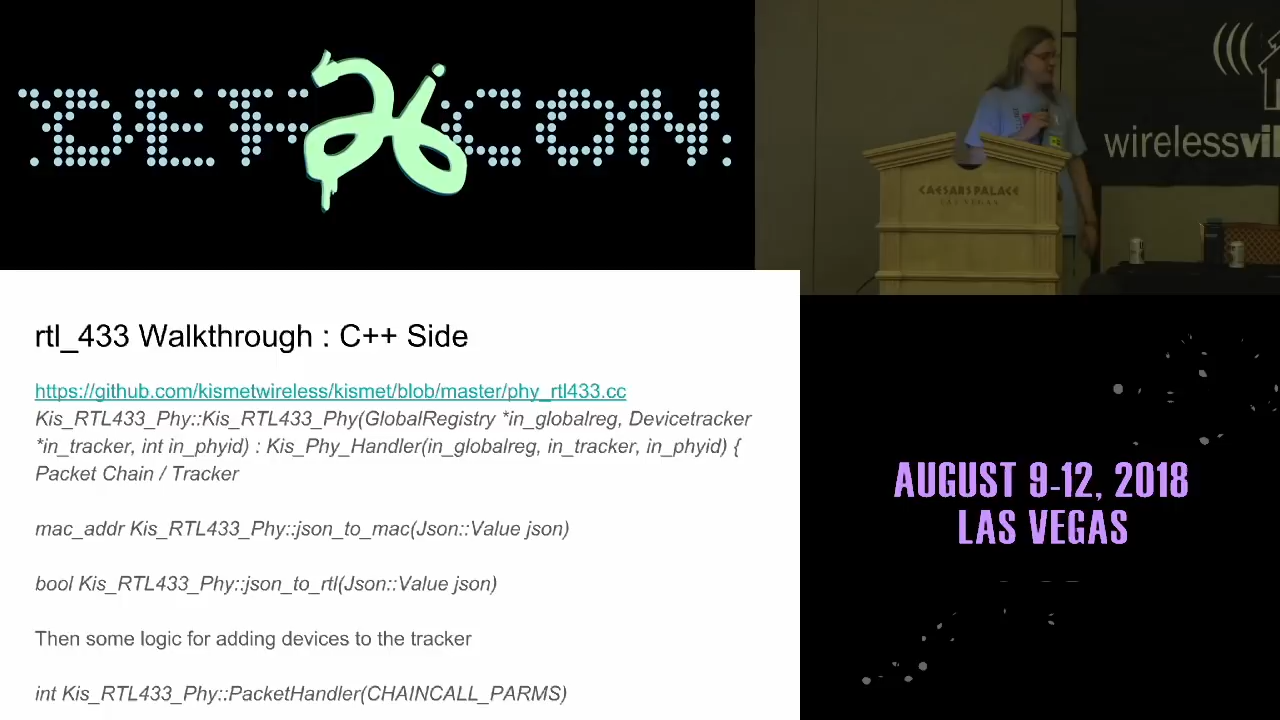 DEF 26 CON
wirelessvil
CAESARS PALACE
LAS VEGAS
rtl_433 Walkthrough : C++ Side
https://github.com/kismetwireless/kismet/blob/master/phy_rtl433.cc
Kis_RTL433_Phy::Kis_RTL433_Phy(GlobalRegistry *in_globalreg, Devicetracker
*in_tracker, int in_phyid) : Kis_Phy_Handler(in_globalreg, in_tracker, in_phyid) {
Packet Chain / Tracker
mac_addr Kis_RTL433_Phy::json_to_mac(Json::Value json)
bool Kis_RTL433_Phy::json_to_rtl(Json::Value json)
Then some logic for adding devices to the tracker
int Kis_RTL433_Phy::PacketHandler(CHAINCALL_PARMS)
AUGUST 9-12, 2018
LAS VEGAS